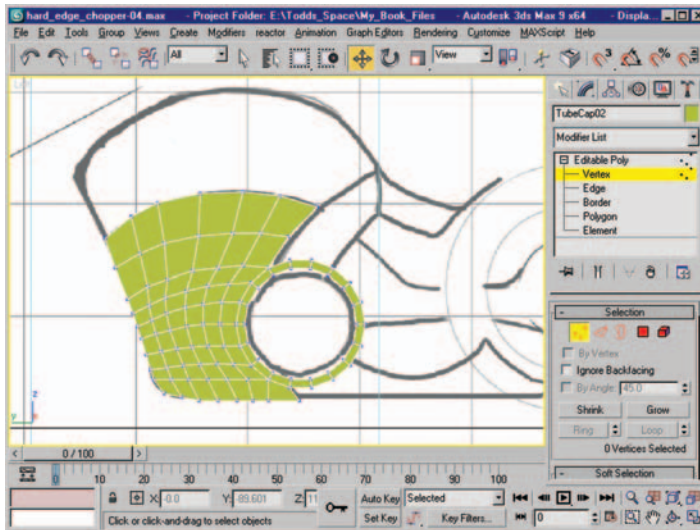 hard_edge_chopper-04.max - Project Folder: E:\Todds_Space\My_Book_Files - Autodesk 3ds Max 9 x64 - Displa...
File Edit Tools Group Views Create Modifiers reactor Animation Graph Editors Rendering Customize MAXScript Help
All
View
3
TubeCap02
Modifier List
Editable Poly
Vertex
Edge
Border
Polygon
Element
- Selection
By Vertex
Ignore Backfacing
By Angle: 45.0
Shrink Grow
Ring Loop
0 Vertices Selected
- Soft Selection
z
y
< 0 / 100 >
0 10 20 30 40 50 60 70 80 90 100
X: -0.0 Y: -89.601 Z: 11
Auto Key Selected
Click or click-and-drag to select objects
Set Key Key Filters... 0